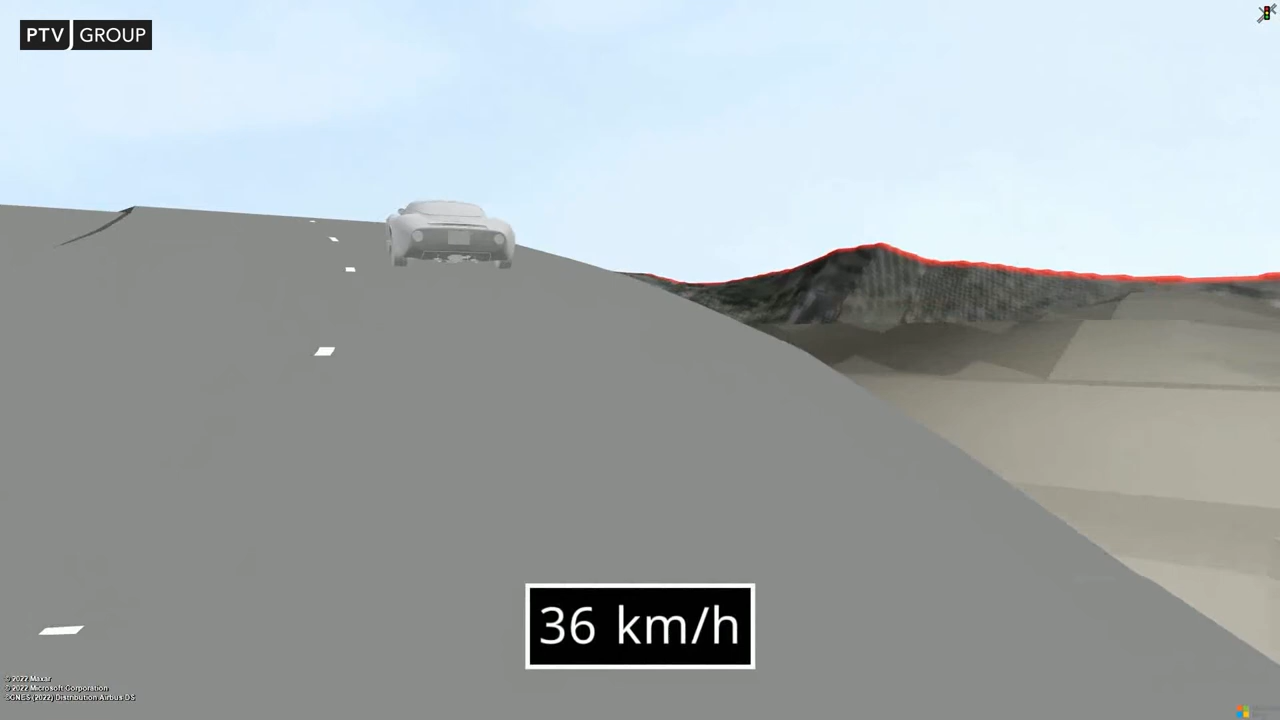 PTV GROUP
36 km/h
© 2022 Maxar
© 2022 Microsoft Corporation
©CNES (2022) Distribution Airbus DS